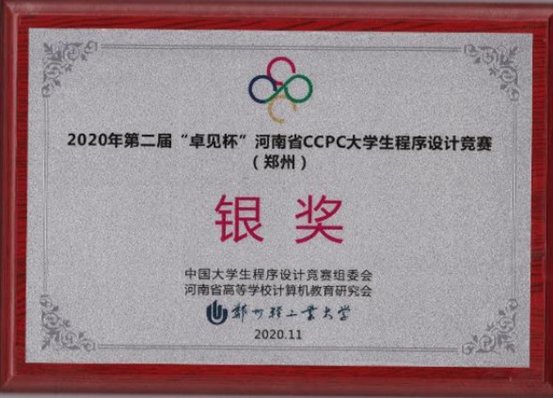 2020年第二届“卓见杯”河南省CCPC大学生程序设计竞赛
（郑州）
银奖
中国大学生程序设计竞赛组委会
河南省高等学校计算机教育研究会
郑州轻工业大学
2020.11